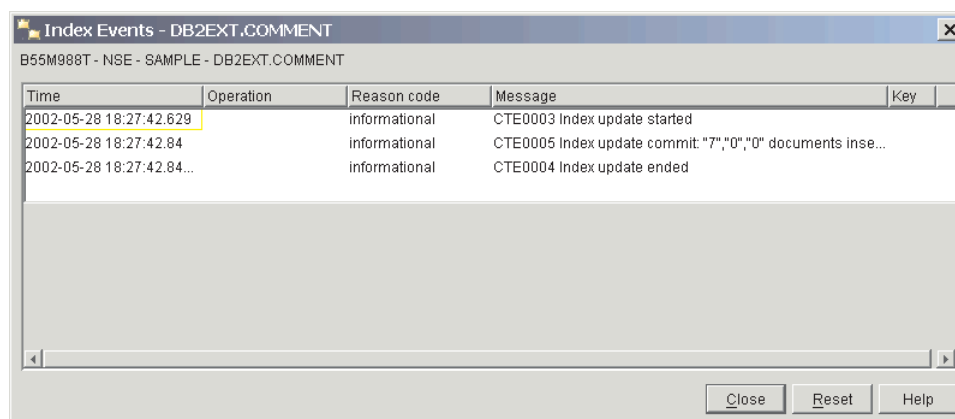 Index Events - DB2EXT.COMMENT
B55M988T - NSE - SAMPLE - DB2EXT.COMMENT
Time Operation Reason code Message Key
2002-05-28 18:27:42.629 informational CTE0003 Index update started
2002-05-28 18:27:42.84 informational CTE0005 Index update commit: "7","0","0" documents inse...
2002-05-28 18:27:42.84... informational CTE0004 Index update ended
Close Reset Help